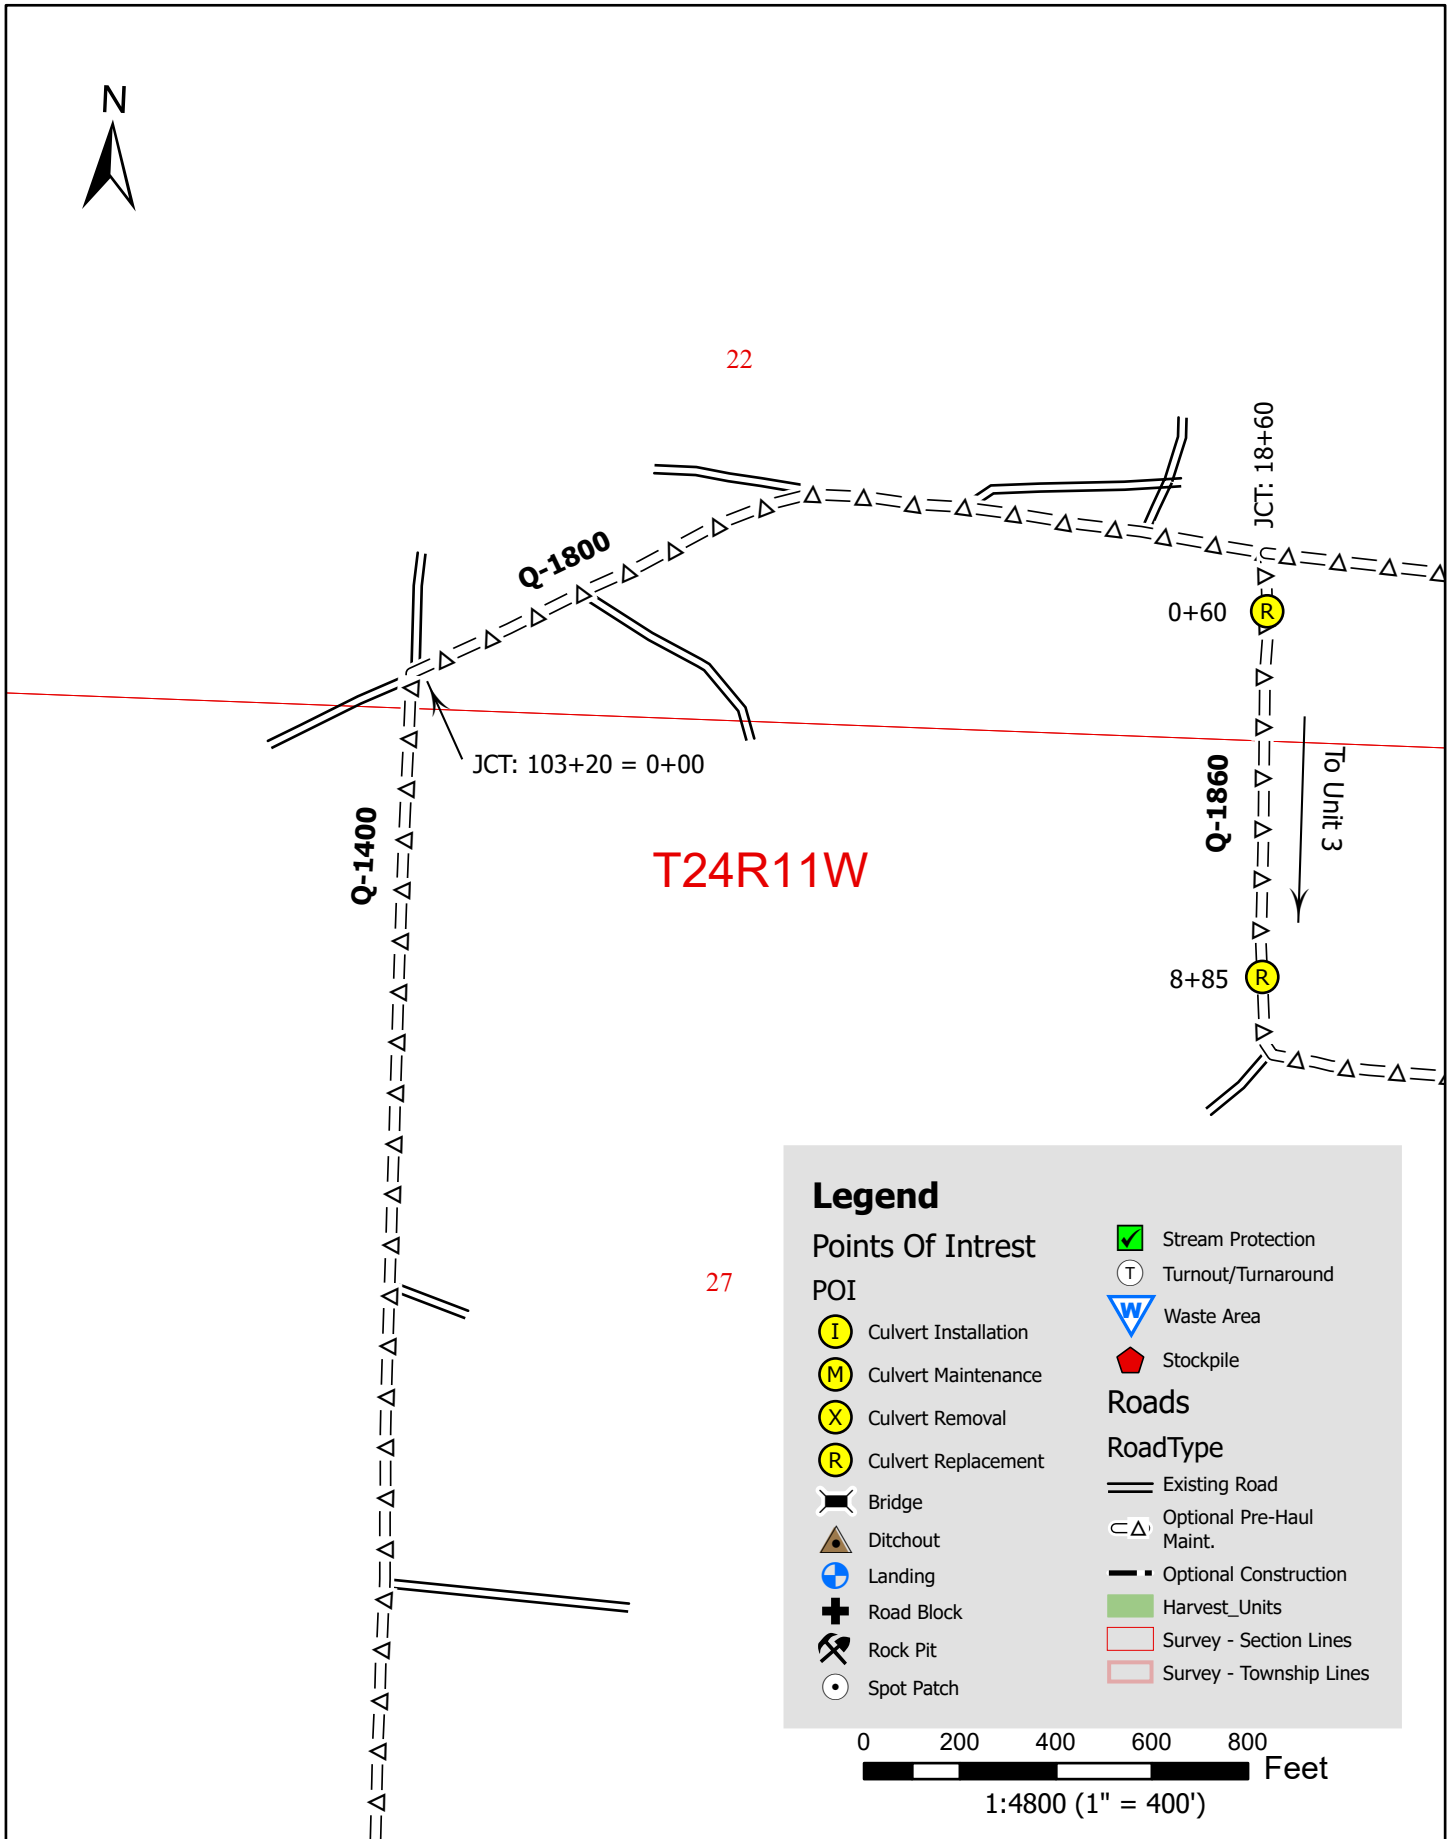 N
22
JCT: 18+60
Q-1800
0+60
R
JCT: 103+20 = 0+00
To Unit 3
Q-1860
Q-1400
T24R11W
8+85
R
27
Legend
Points Of Intrest
POI
I Culvert Installation
M Culvert Maintenance
X Culvert Removal
R Culvert Replacement
Bridge
Ditchout
Landing
Road Block
Rock Pit
Spot Patch
Stream Protection
T Turnout/Turnaround
W Waste Area
Stockpile
Roads
RoadType
Existing Road
Optional Pre-Haul
Maint.
Optional Construction
Harvest_Units
Survey - Section Lines
Survey - Township Lines
0 200 400 600 800
Feet
1:4800 (1" = 400')